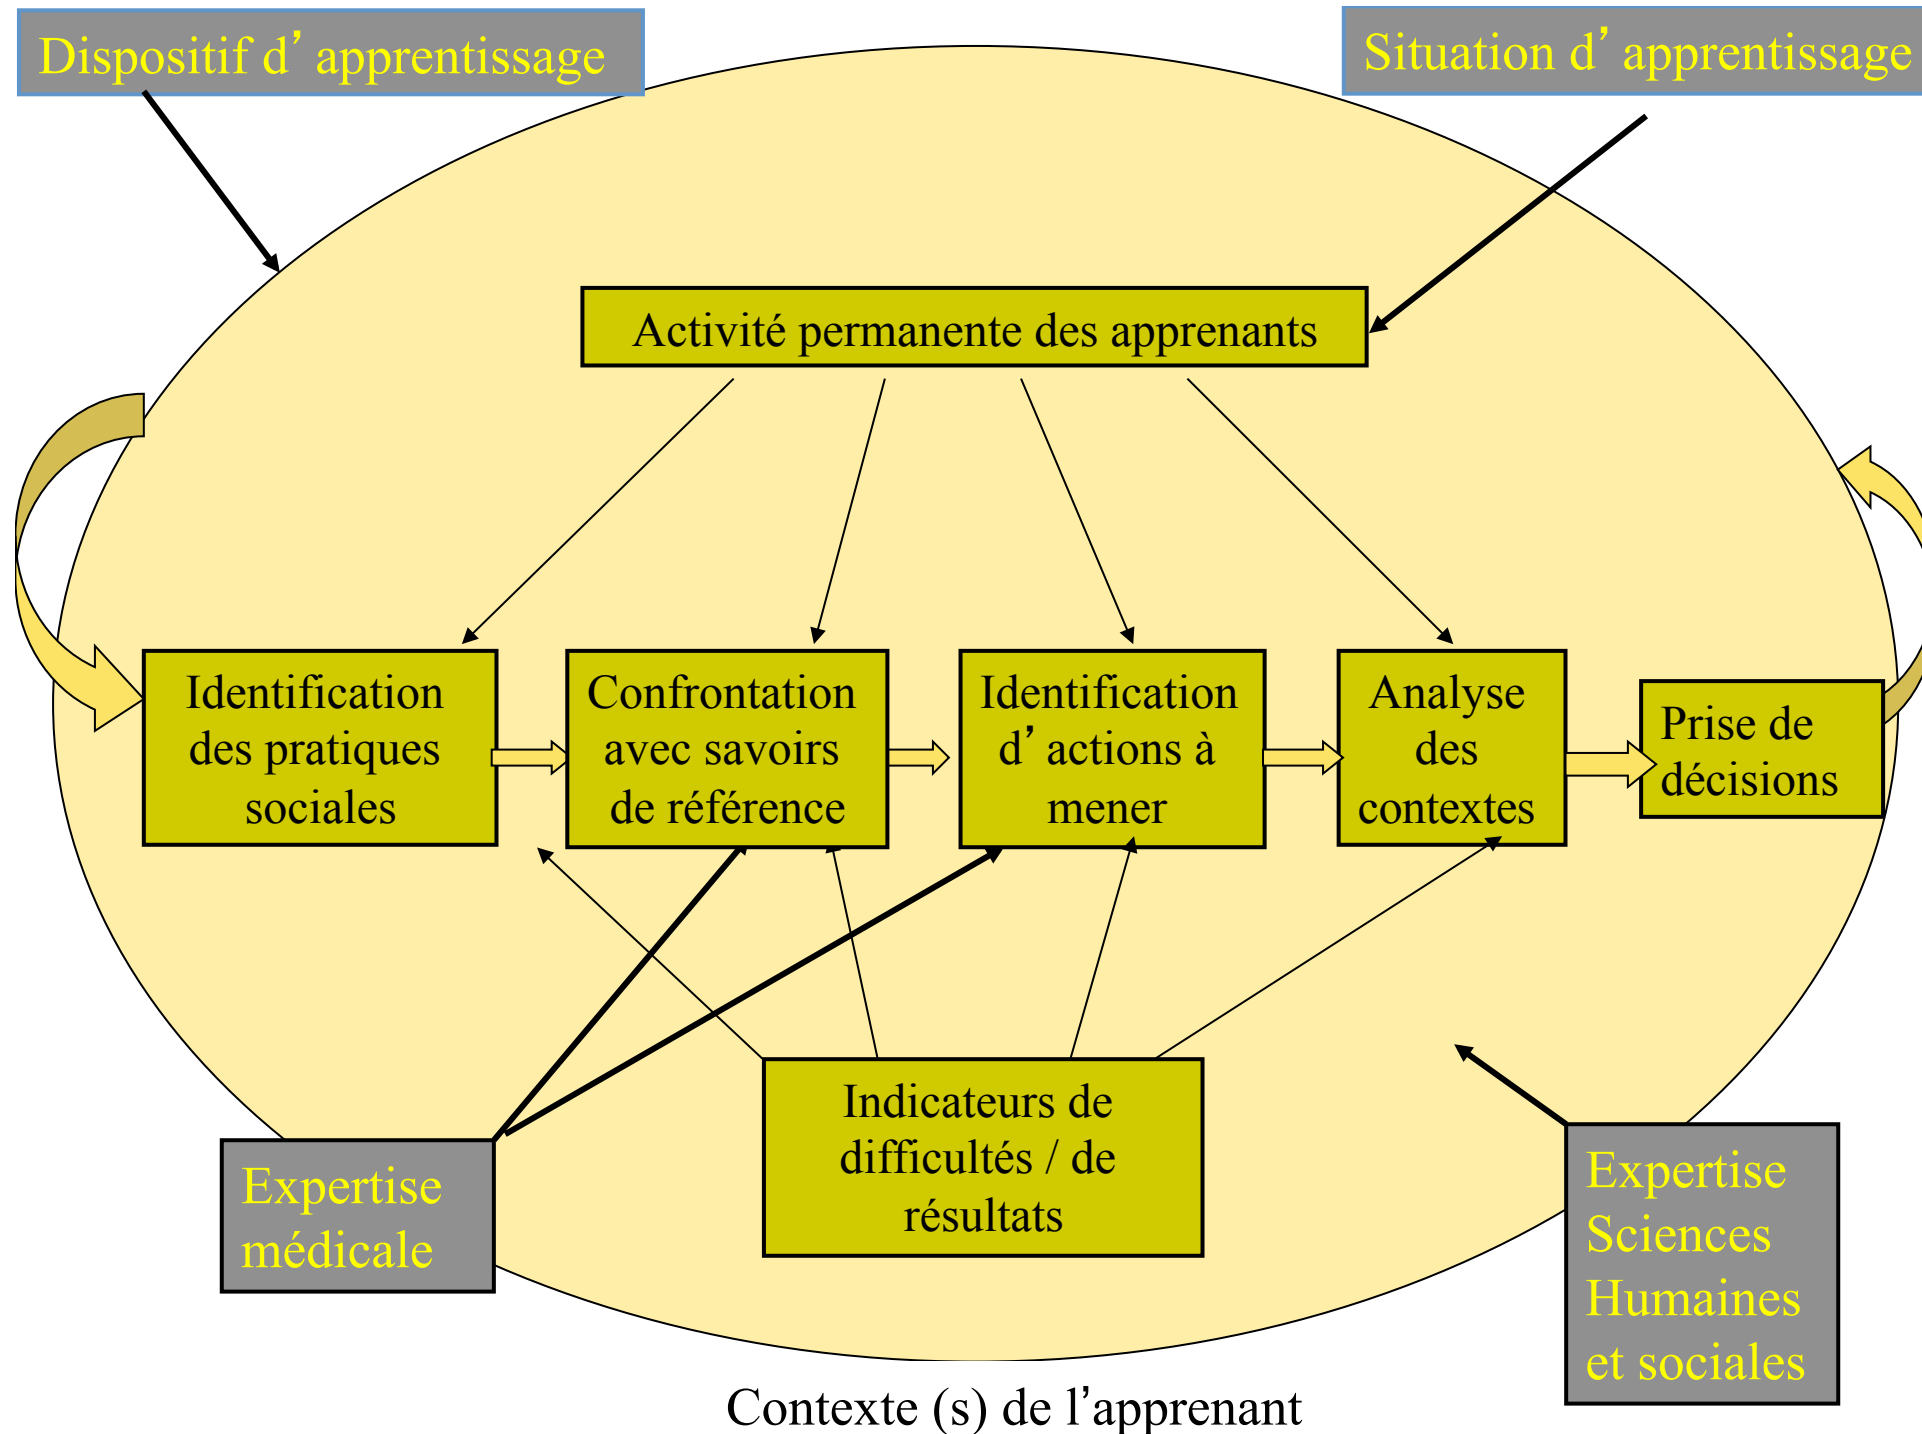 Dispositif d’ apprentissage
Situation d’ apprentissage
Activité permanente des apprenants
Identification
des pratiques
sociales
Confrontation
avec savoirs
de référence
Identification
d’ actions à
mener
Analyse
des
contextes
Prise de
décisions
Indicateurs de
difficultés / de
résultats
Expertise
médicale
Expertise
Sciences
Humaines
et sociales
Contexte (s) de l’apprenant